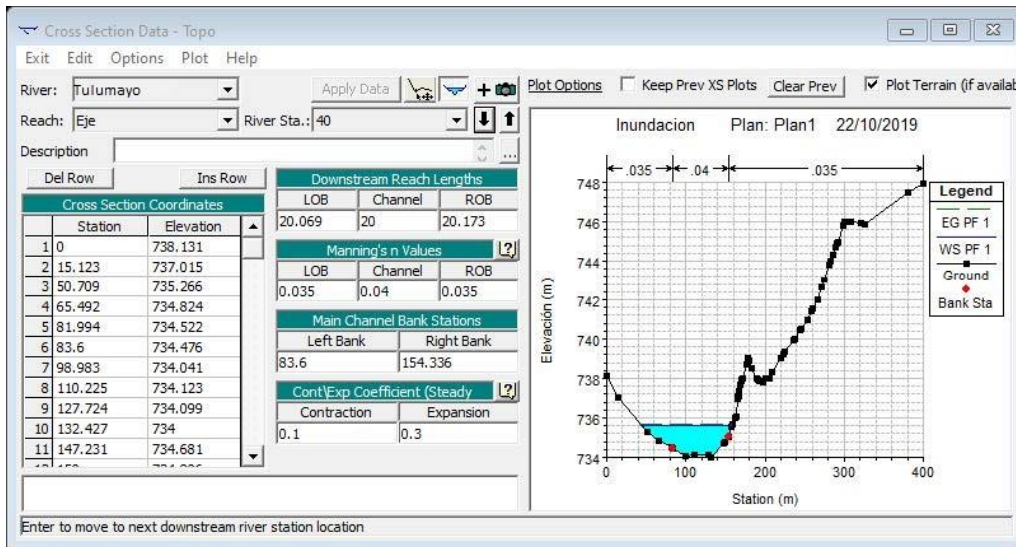 Cross Section Data - Topo
Exit Edit Options Plot Help
River: Tulumayo Apply Data Plot Options Keep Prev XS Plots Clear Prev Plot Terrain (if availab
Reach: Eje River Sta.: 40
Description ...
Del Row Ins Row
Cross Section Coordinates
Station Elevation
1 0 738.131
2 15.123 737.015
3 50.709 735.266
4 65.492 734.824
5 81.994 734.522
6 83.6 734.476
7 98.983 734.041
8 110.225 734.123
9 127.724 734.099
10 132.427 734
11 147.231 734.681
Downstream Reach Lengths
LOB Channel ROB
20.069 20 20.173
Manning's n Values
LOB Channel ROB
0.035 0.04 0.035
Main Channel Bank Stations
Left Bank Right Bank
83.6 154.336
Cont\Exp Coefficient (Steady
Contraction Expansion
0.1 0.3
Inundacion Plan: Plan1 22/10/2019
.035 .04 .035
748
746
744
742
740
738
736
734
Elevación (m)
0 100 200 300 400
Station (m)
Legend
EG PF 1
WS PF 1
Ground
Bank Sta
Enter to move to next downstream river station location